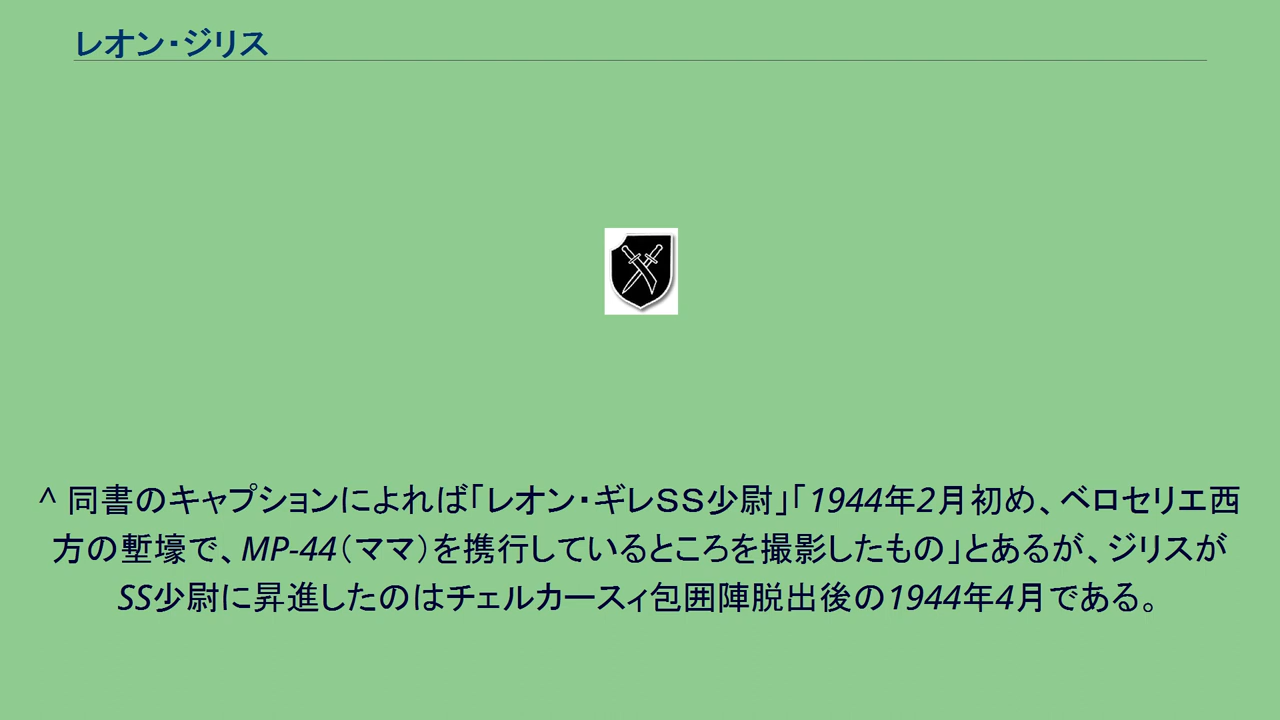 レオン・ジリス
^ 同書のキャプションによれば「レオン・ギレＳＳ少尉」「1944年2月初め、ベロセリエ西
方の塹壕で、MP-44（ママ）を携行しているところを撮影したもの」とあるが、ジリスが
SS少尉に昇進したのはチェルカースィ包囲陣脱出後の1944年4月である。